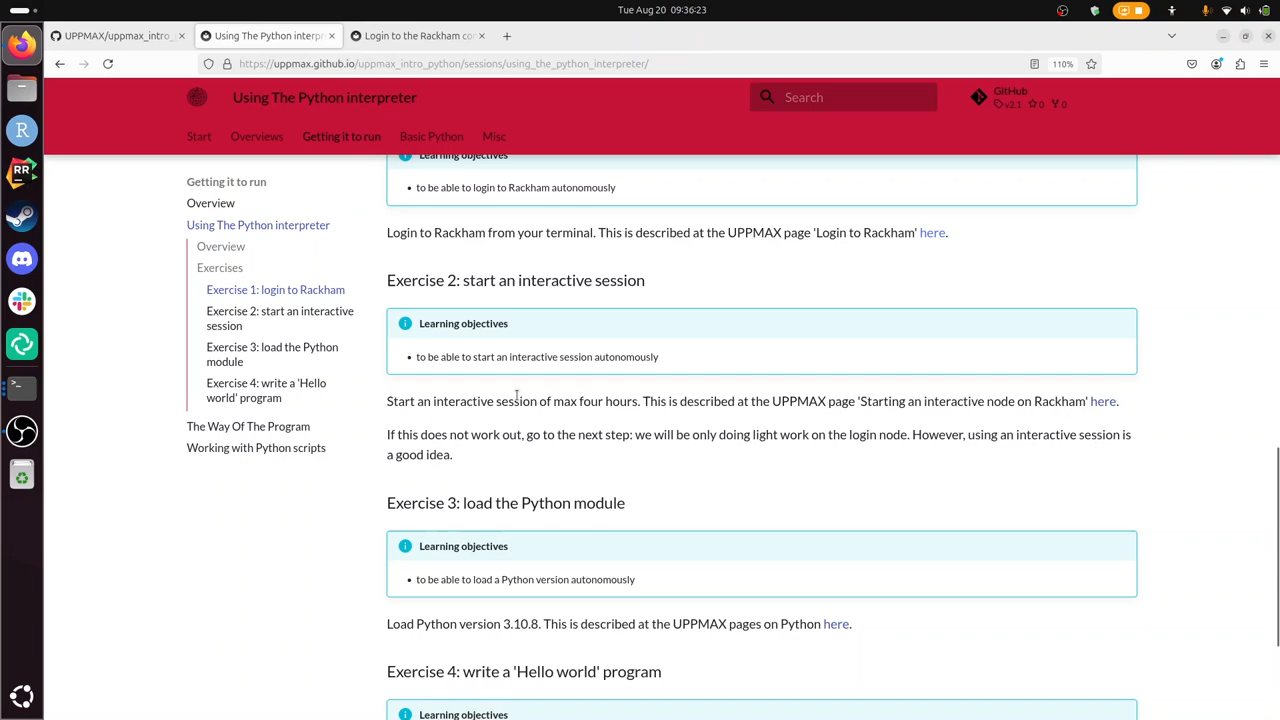 Tue Aug 20 09:36:23
UPPMAX/uppmax_intro_
Using The Python interpre
Login to the Rackham co
https://uppmax.github.io/uppmax_intro_python/sessions/using_the_python_interpreter/
110%
Using The Python interpreter
Search
GitHub
v2.1 0 0
Start Overviews Getting it to run Basic Python Misc
Getting it to run
Overview
Using The Python interpreter
Overview
Exercises
Exercise 1: login to Rackham
Exercise 2: start an interactive
session
Exercise 3: load the Python
module
Exercise 4: write a 'Hello
world' program
The Way Of The Program
Working with Python scripts
Learning objectives
• to be able to login to Rackham autonomously
Login to Rackham from your terminal. This is described at the UPPMAX page 'Login to Rackham' here.
Exercise 2: start an interactive session
Learning objectives
• to be able to start an interactive session autonomously
Start an interactive session of max four hours. This is described at the UPPMAX page 'Starting an interactive node on Rackham' here.
If this does not work out, go to the next step: we will be only doing light work on the login node. However, using an interactive session is
a good idea.
Exercise 3: load the Python module
Learning objectives
• to be able to load a Python version autonomously
Load Python version 3.10.8. This is described at the UPPMAX pages on Python here.
Exercise 4: write a 'Hello world' program
Learning objectives